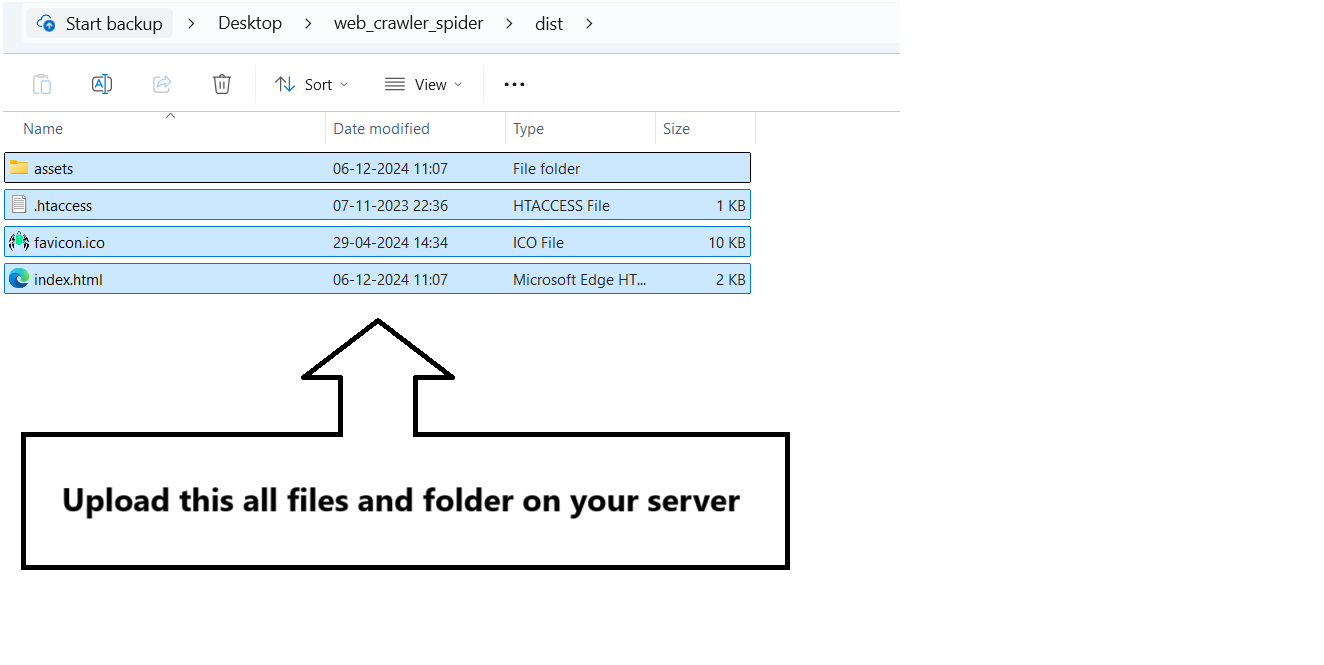 Start backup > Desktop > web_crawler_spider > dist >
Sort View ...
Name Date modified Type Size
assets 06-12-2024 11:07 File folder
.htaccess 07-11-2023 22:36 HTACCESS File 1 KB
favicon.ico 29-04-2024 14:34 ICO File 10 KB
index.html 06-12-2024 11:07 Microsoft Edge HT... 2 KB
Upload this all files and folder on your server